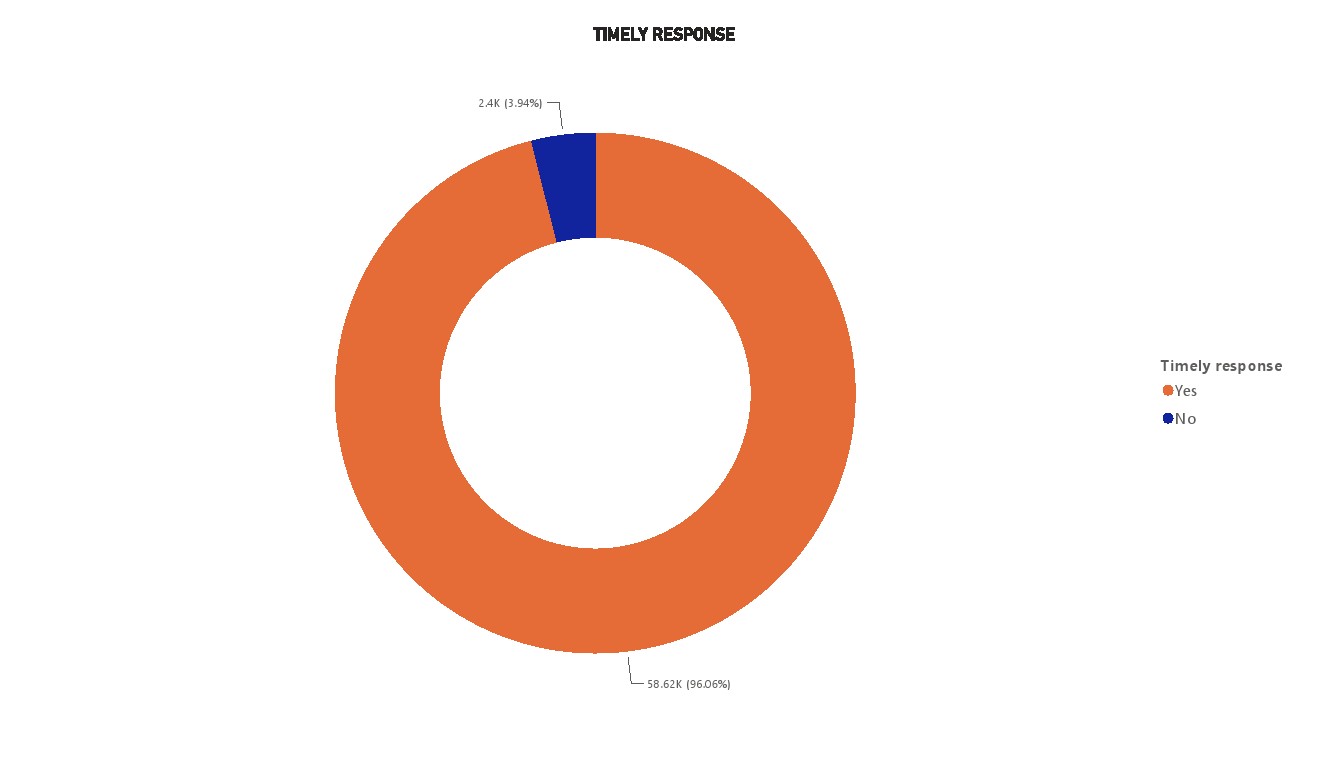 TIMELY RESPONSE
2.4K (3.94%)
58.62K (96.06%)
Timely response
Yes
No